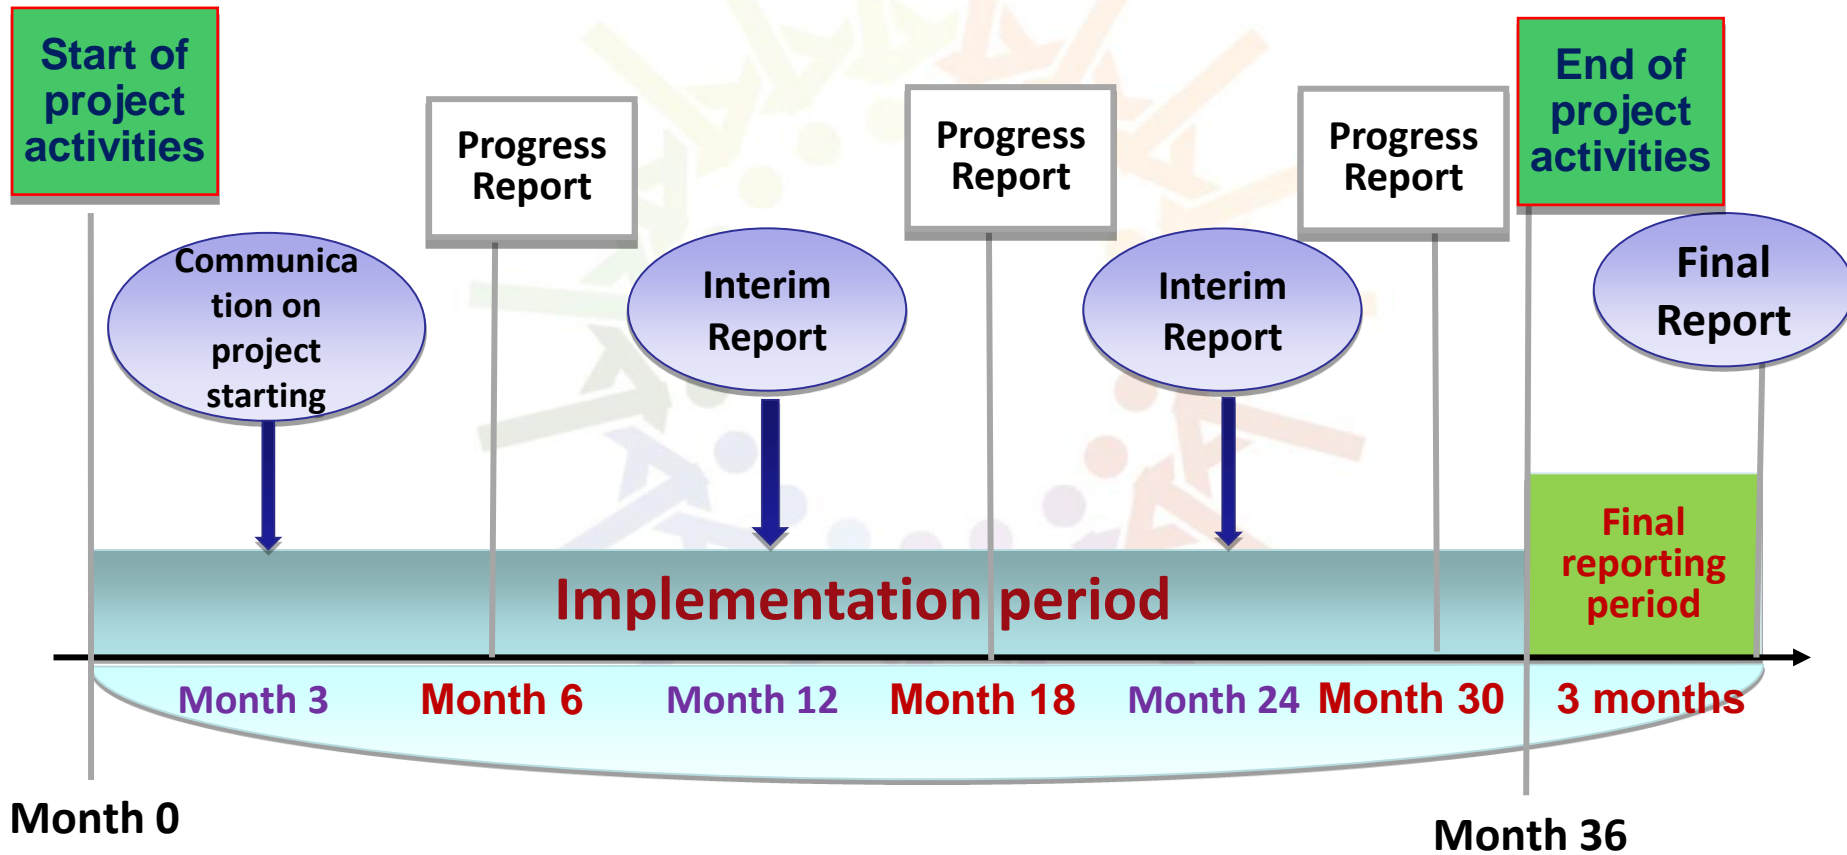 Start of
project
activities
Progress
Report
Progress
Report
Progress
Report
End of
project
activities
Communica
tion on
project
starting
Interim
Report
Interim
Report
Final
Report
Implementation period
Final
reporting
period
Month 3
Month 6
Month 12
Month 18
Month 24
Month 30
3 months
Month 0
Month 36